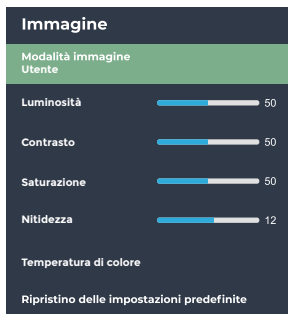 Immagine
Modalità immagine
Utente
Luminosità 50
Contrasto 50
Saturazione 50
Nitidezza 12
Temperatura di colore
Ripristino delle impostazioni predefinite